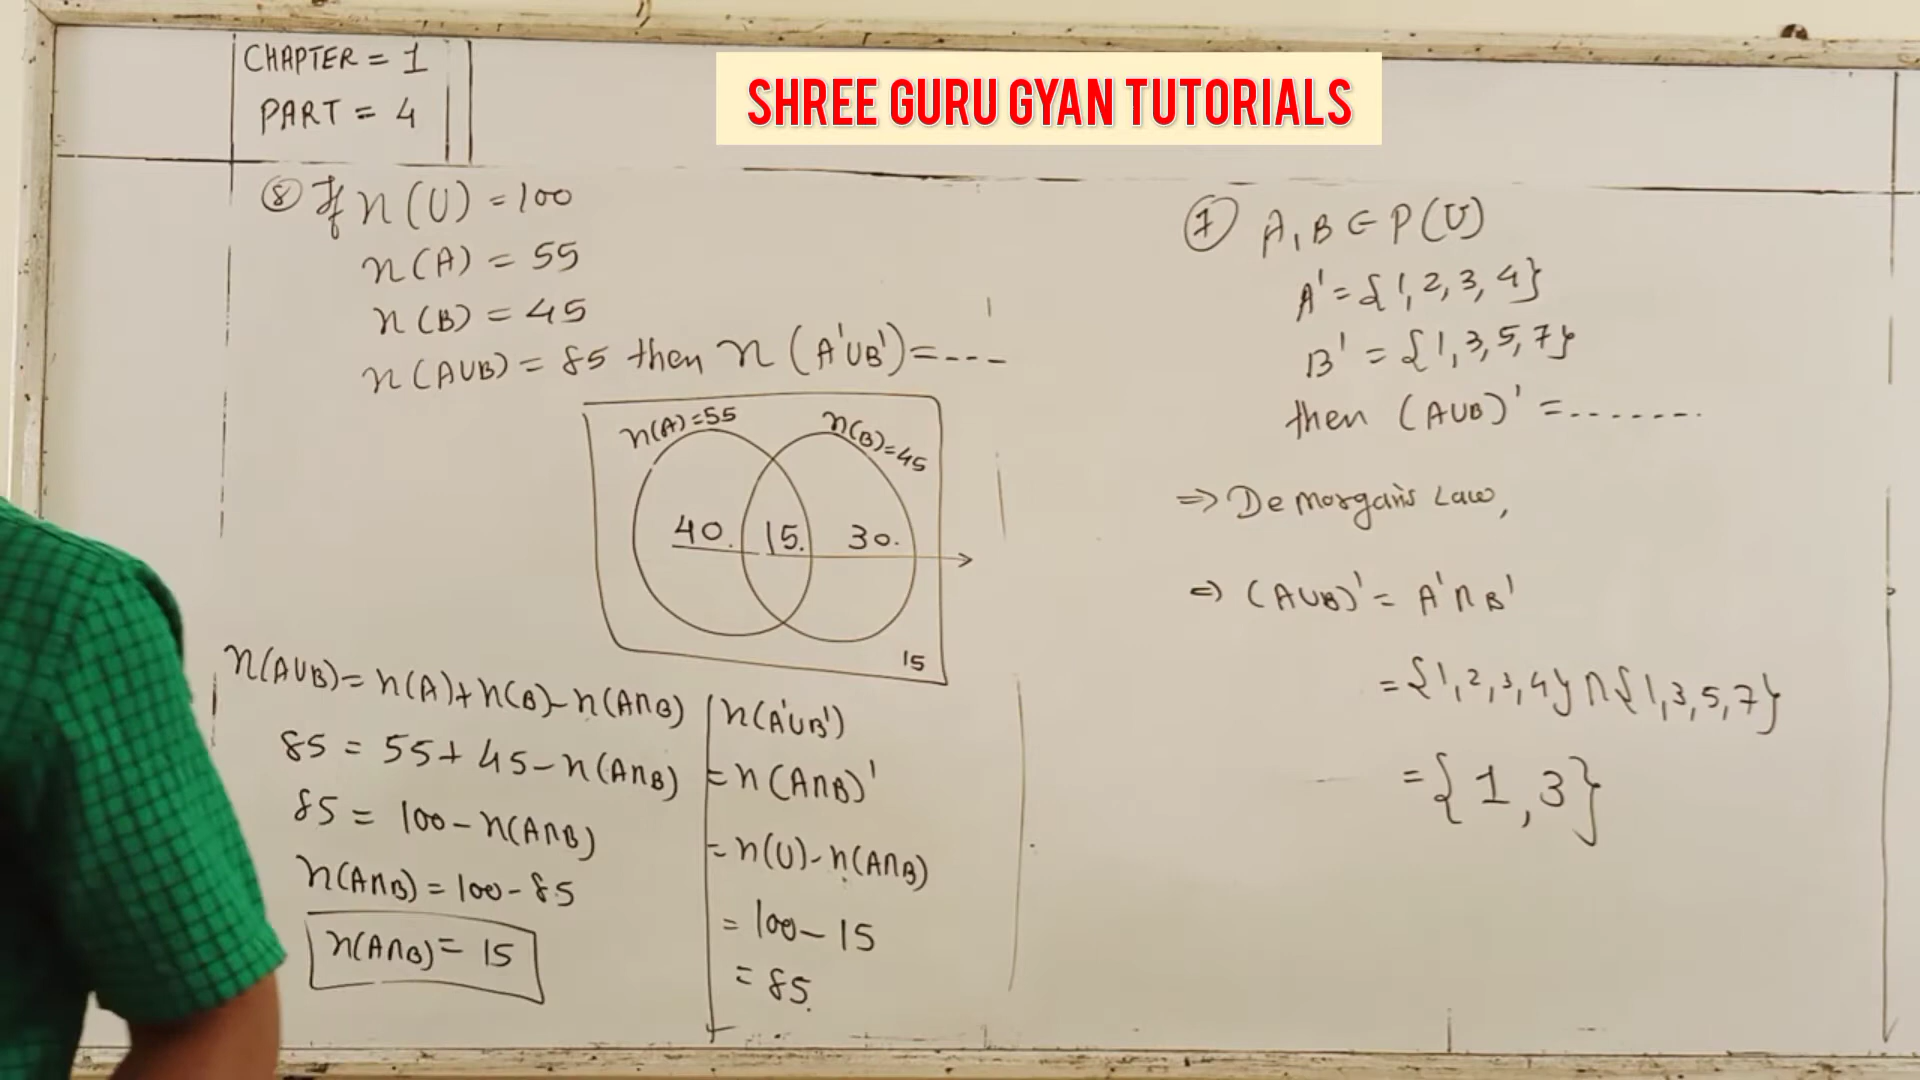 CHAPTER = 1
PART = 4
SHREE GURU GYAN TUTORIALS
⑧ If n(U) = 100
n(A) = 55
n(B) = 45
n(A∪B) = 85 then n(A'∪B') = ---
n(A)=55
n(B)=45
40. 15. 30.
15
n(A∪B) = n(A)+n(B)-n(A∩B)
85 = 55+45-n(A∩B)
85 = 100-n(A∩B)
n(A∩B) = 100-85
n(A∩B) = 15
n(A'∪B')
= n(A∩B)'
= n(U)-n(A∩B)
= 100-15
= 85.
⑦ A,B ∈ P(U)
A' = {1,2,3,4}
B' = {1,3,5,7}
then (A∪B)' = .......
⇒ De morgan's Law,
⇒ (A∪B)' = A'∩B'
= {1,2,3,4} ∩ {1,3,5,7}
= {1,3}